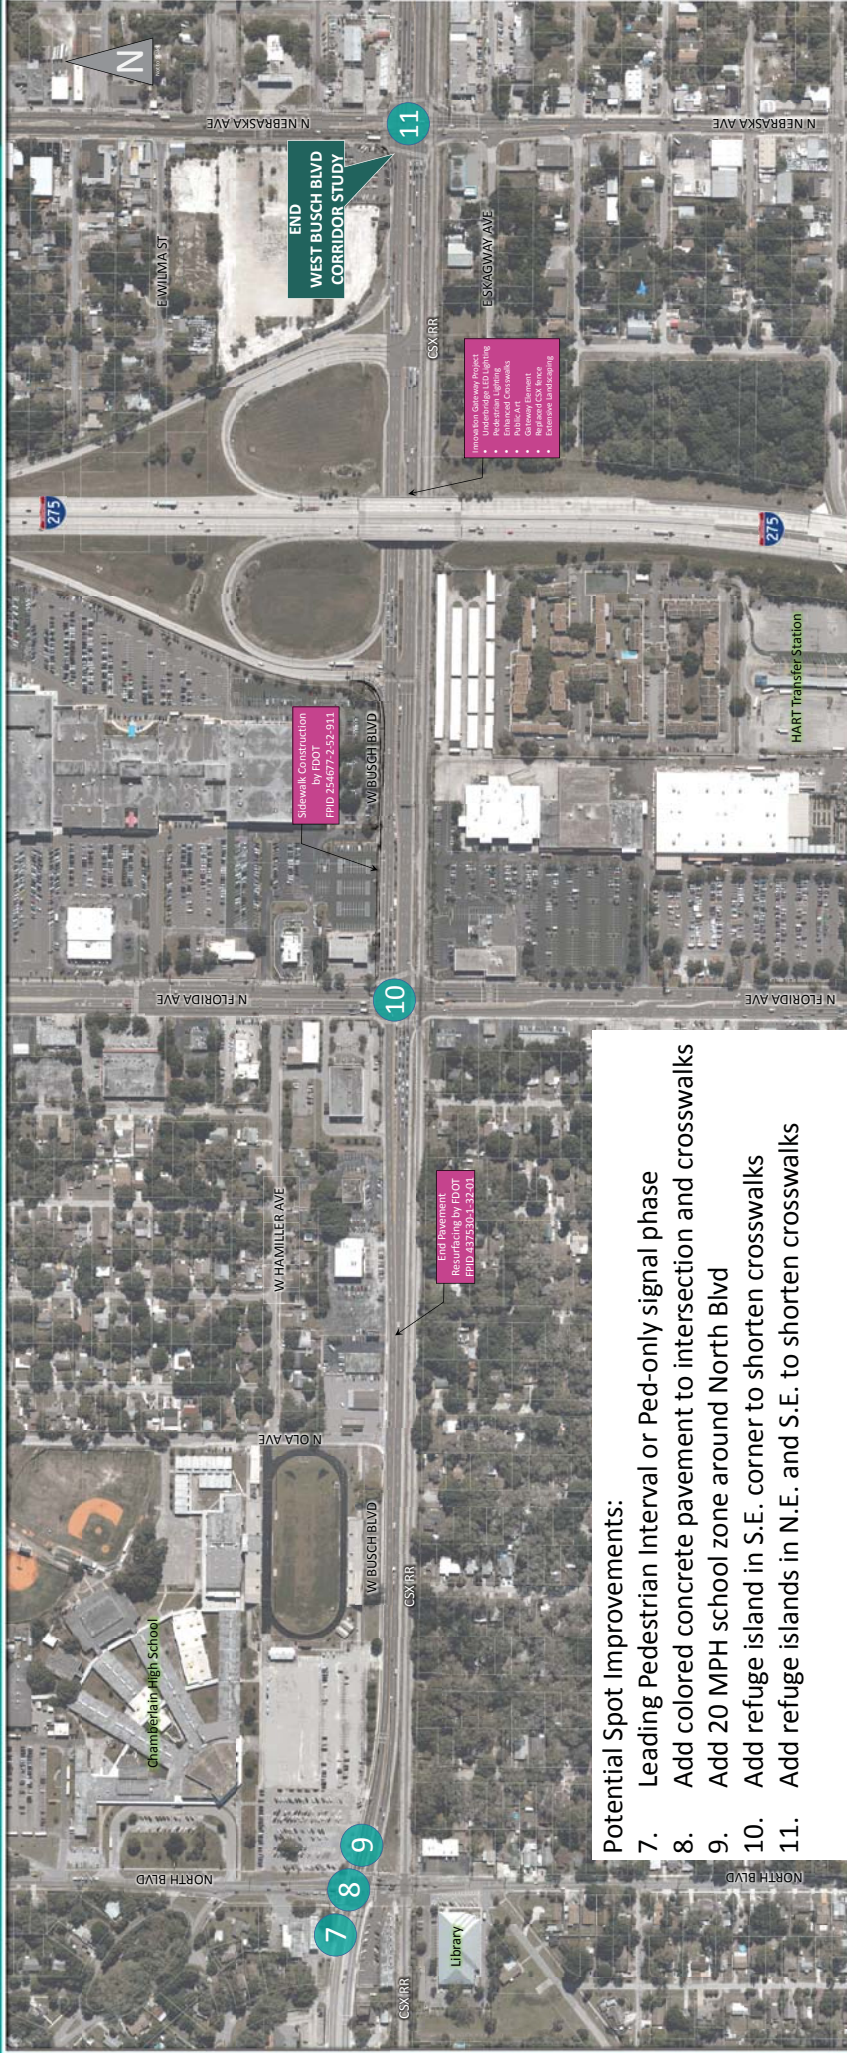 N
N NEBRASKA AVE
N NEBRASKA AVE
11
END
WEST BUSCH BLVD
CORRIDOR STUDY
E WILMA ST
E SKAGWAY AVE
CSX RR
Innovation Gateway Project
• Underbridge LED Lighting
• Pedestrian Lighting
• Enhanced Crosswalks
• Public Art
• Gateway Element
• Replaced CSX fence
• Extensive Landscaping
275
275
HART Transfer Station
Sidewalk Construction
by FDOT
FPID 254677-2-52-911
W BUSCH BLVD
N FLORIDA AVE
N FLORIDA AVE
10
W HAMILLER AVE
End Pavement
Resurfacing by FDOT
FPID 437530-1-32-01
N OLA AVE
W BUSCH BLVD
CSX RR
Chamberlain High School
NORTH BLVD
NORTH BLVD
9
8
7
Library
CSX RR
Potential Spot Improvements:
7. Leading Pedestrian Interval or Ped-only signal phase
8. Add colored concrete pavement to intersection and crosswalks
9. Add 20 MPH school zone around North Blvd
10. Add refuge island in S.E. corner to shorten crosswalks
11. Add refuge islands in N.E. and S.E. to shorten crosswalks